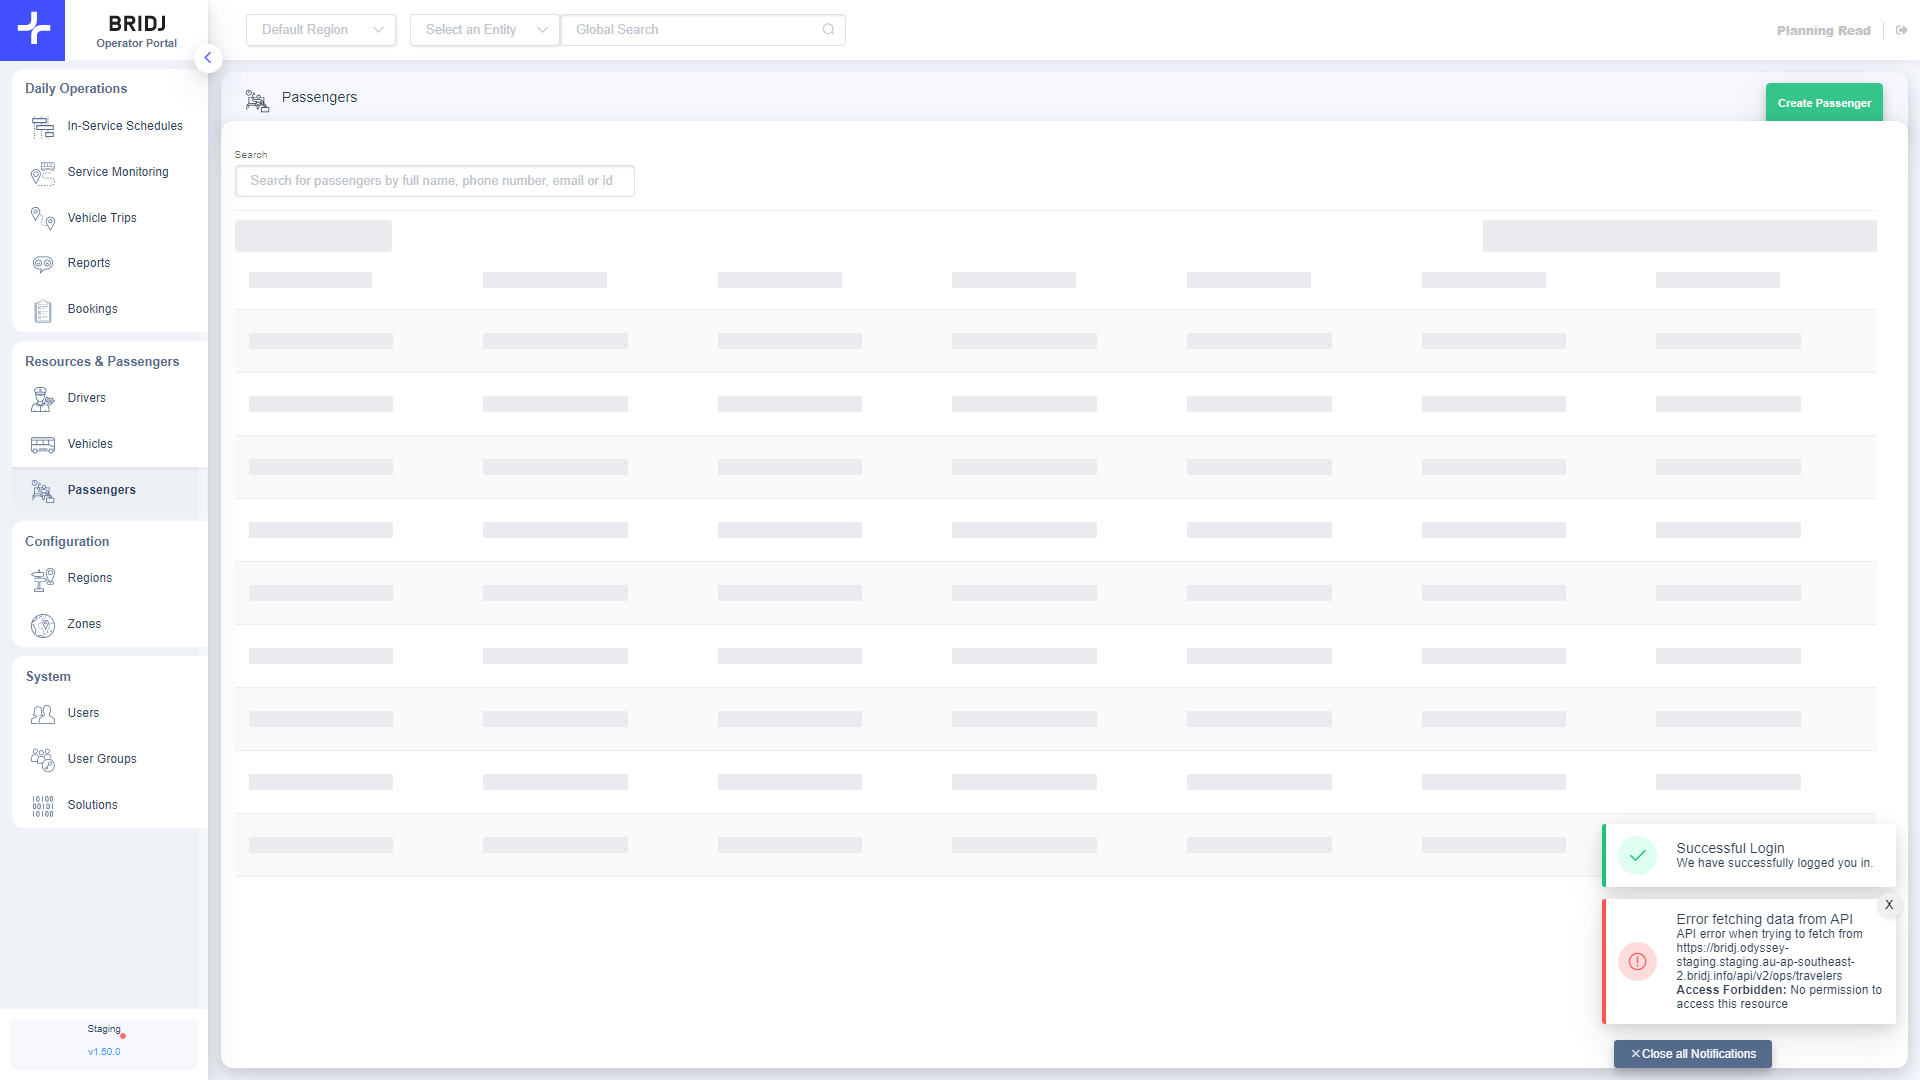 BRIDJ
Operator Portal
Default Region
Select an Entity
Global Search
Planning Read
Daily Operations
In-Service Schedules
Service Monitoring
Vehicle Trips
Reports
Bookings
Resources & Passengers
Drivers
Vehicles
Passengers
Configuration
Regions
Zones
System
Users
User Groups
10100
00101
10100
Solutions
Staging
v1.50.0
Passengers
Create Passenger
Search
Search for passengers by full name, phone number, email or id
Successful Login
We have successfully logged you in.
X
Error fetching data from API
API error when trying to fetch from
https://bridj.odyssey-
staging.staging.au-ap-southeast-
2.bridj.info/api/v2/ops/travelers
Access Forbidden: No permission to
access this resource
✕Close all Notifications